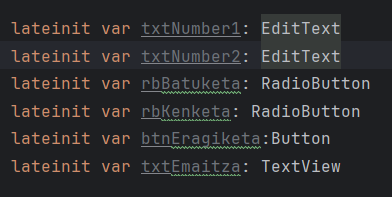 lateinit var txtNumber1: EditText
lateinit var txtNumber2: EditText
lateinit var rbBatuketa: RadioButton
lateinit var rbKenketa: RadioButton
lateinit var btnEragiketa:Button
lateinit var txtEmaitza: TextView